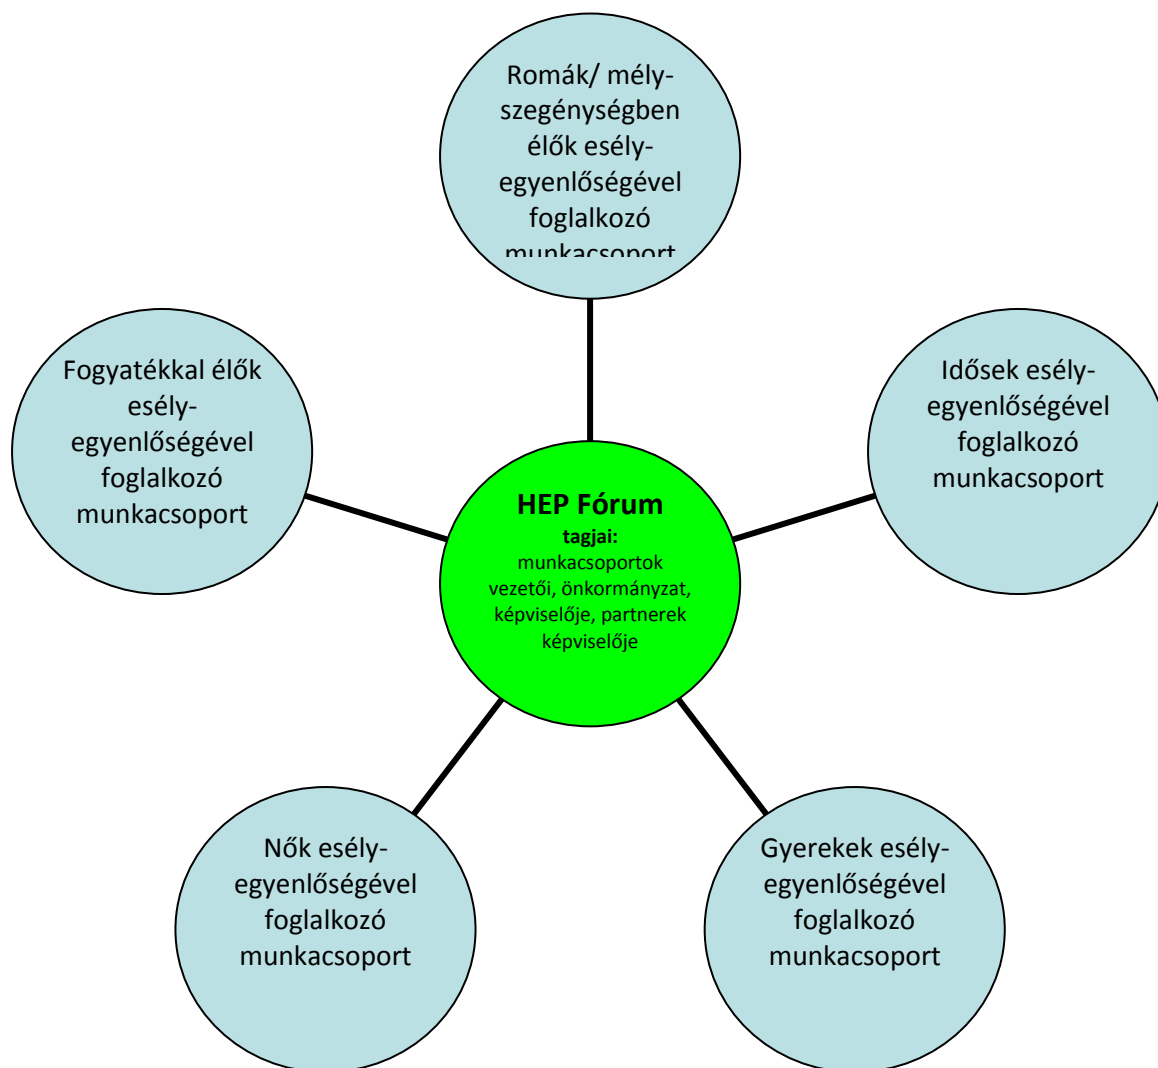 Romák/ mély-
szegénységben
élők esély-
egyenlőségével
foglalkozó
munkacsoport
Fogyatékkal élők
esély-
egyenlőségével
foglalkozó
munkacsoport
Idősek esély-
egyenlőségével
foglalkozó
munkacsoport
HEP Fórum
tagjai:
munkacsoportok
vezetői, önkormányzat,
képviselője, partnerek
képviselője
Nők esély-
egyenlőségével
foglalkozó
munkacsoport
Gyerekek esély-
egyenlőségével
foglalkozó
munkacsoport